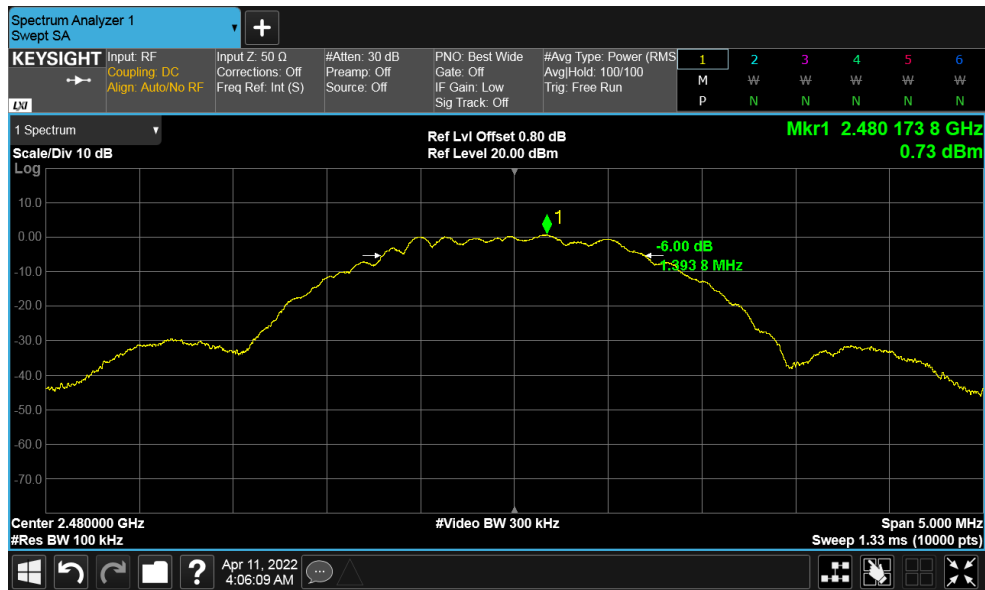 Spectrum Analyzer 1
Swept SA
+
KEYSIGHT
LXI
Input: RF
Coupling: DC
Align: Auto/No RF
Input Z: 50 Ω
Corrections: Off
Freq Ref: Int (S)
#Atten: 30 dB
Preamp: Off
Source: Off
PNO: Best Wide
Gate: Off
IF Gain: Low
Sig Track: Off
#Avg Type: Power (RMS
Avg|Hold: 100/100
Trig: Free Run
1 2 3 4 5 6
M W W W W W
P N N N N N
1 Spectrum
Scale/Div 10 dB
Log
Ref Lvl Offset 0.80 dB
Ref Level 20.00 dBm
Mkr1 2.480 173 8 GHz
0.73 dBm
10.0
0.00
-10.0
-20.0
-30.0
-40.0
-50.0
-60.0
-70.0
1
-6.00 dB
1.393 8 MHz
Center 2.480000 GHz
#Res BW 100 kHz
#Video BW 300 kHz
Span 5.000 MHz
Sweep 1.33 ms (10000 pts)
?
Apr 11, 2022
4:06:09 AM